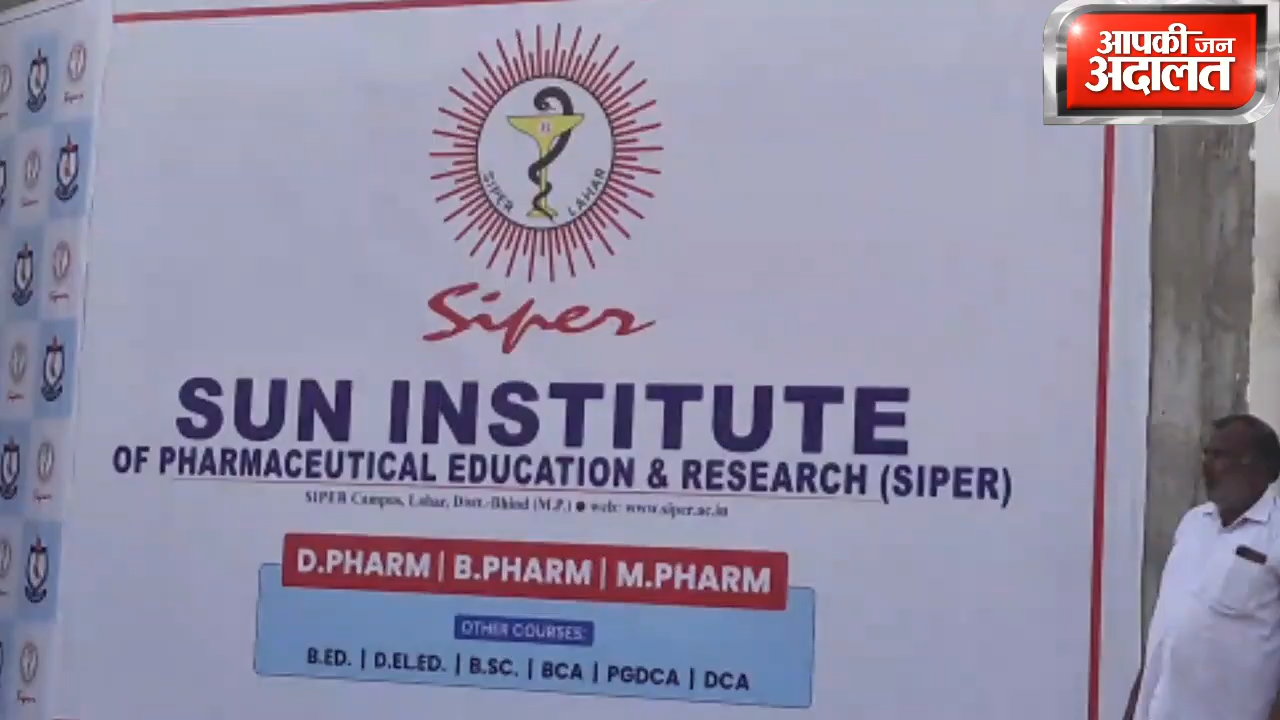 आपकी जन
अदालत
SIPER LAHAR
Siper
SUN INSTITUTE
OF PHARMACEUTICAL EDUCATION & RESEARCH (SIPER)
SIPER Campus, Lahar, Distt.-Bhind (M.P.) ● web: www.siper.ac.in
D.PHARM | B.PHARM | M.PHARM
OTHER COURSES:
B.ED. | D.EL.ED. | B.SC. | BCA | PGDCA | DCA